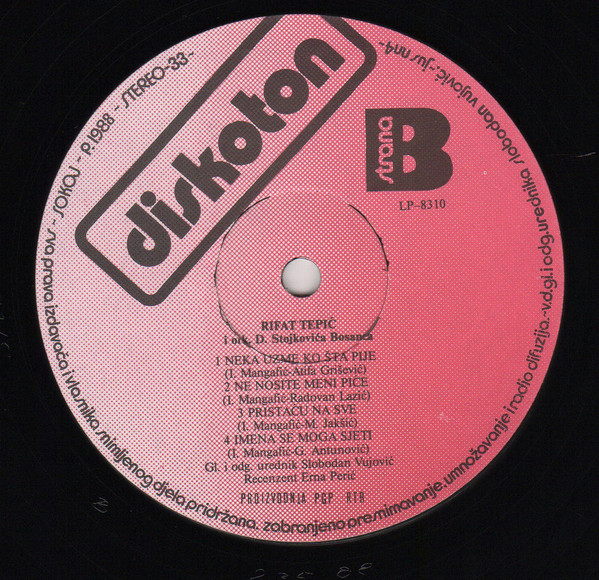 diskoton
strana
B
LP-8310
RIFAT TEPIĆ
i ork. D. Stojkovića Bosanca
1 NEKA UZME KO ŠTA PIJE
(I. Mangafić-Atifa Grišević)
2 NE NOSITE MENI PIĆE
(I. Mangafić-Radovan Lazić)
3 PRISTAĆU NA SVE
(I. Mangafić-M. Jakšić)
4 IMENA SE MOGA SJETI
(I. Mangafić-G. Antunović)
Gl. i odg. urednik Slobodan Vujović
Recenzent Erna Perić
PROIZVODNJA PGP RTB
STEREO-33- p.1988 - SOKOJ - sva prava izdavača i vlasnika snimljenog djela pridržana. zabranjeno presnimavanje, umnožavanje i radio difuzija.-v.d.gl.i odg.urednika slobodan vujović.-jus nn4.-